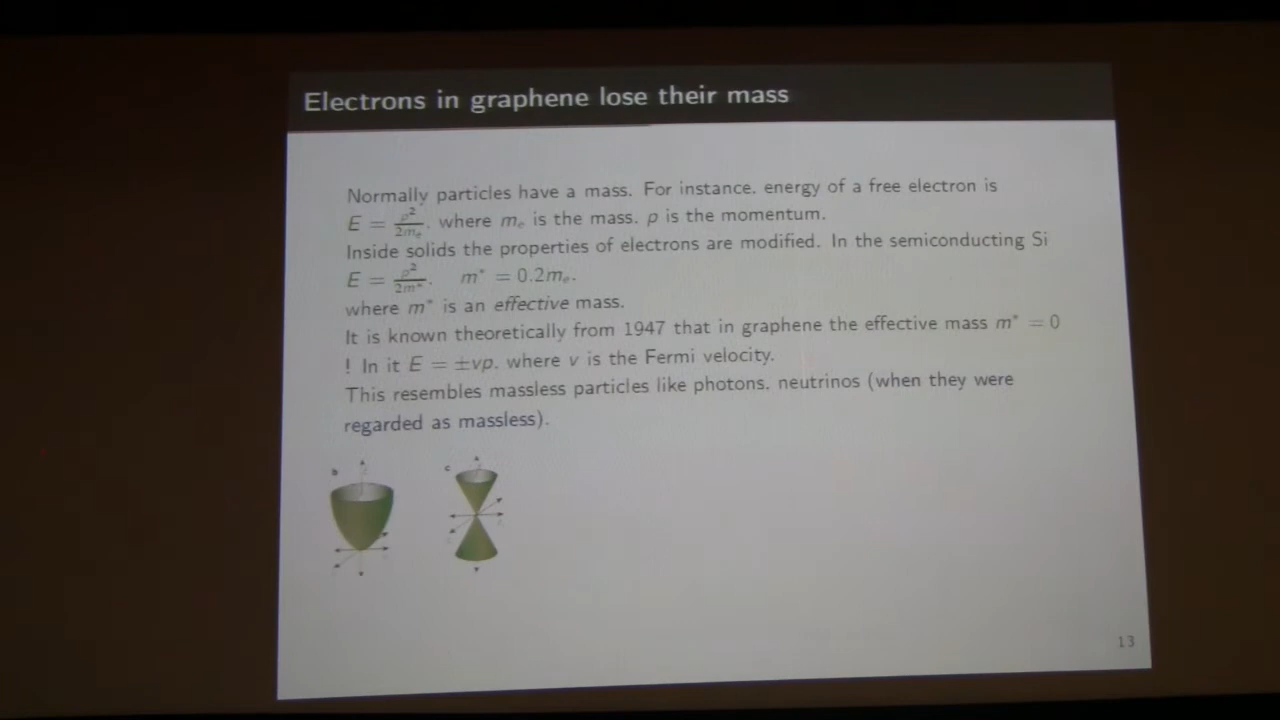 Electrons in graphene lose their mass
Normally particles have a mass. For instance, energy of a free electron is
E = p²/2mₑ, where mₑ is the mass, p is the momentum.
Inside solids the properties of electrons are modified. In the semiconducting Si
E = p²/2m*, m* = 0.2mₑ.
where m* is an effective mass.
It is known theoretically from 1947 that in graphene the effective mass m* = 0
! In it E = ±vp, where v is the Fermi velocity.
This resembles massless particles like photons, neutrinos (when they were
regarded as massless).
b
c
13